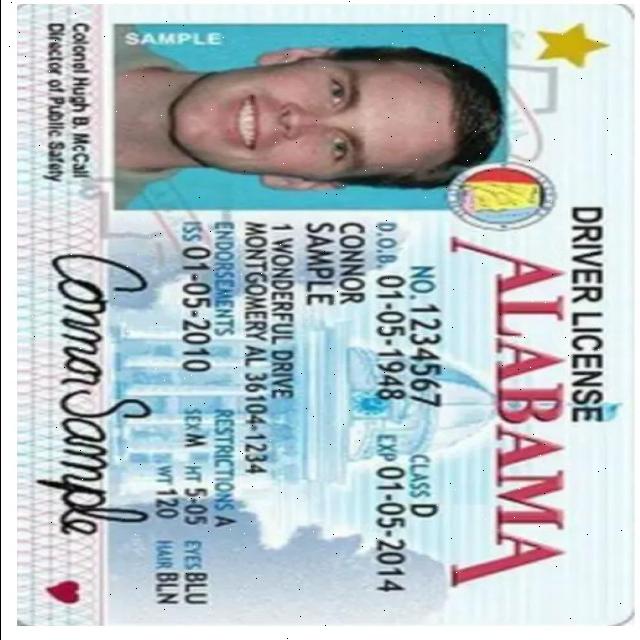 DRIVER LICENSE
ALABAMA
NO. 1234567 CLASS D
D.O.B. 01-05-1948 EXP 01-05-2014
CONNOR
SAMPLE
1 WONDERFUL DRIVE
MONTGOMERY AL 36104-1234
ENDORSEMENTS RESTRICTIONS A
ISS 01-05-2010 SEX M HT 5-05 EYES BLU
WT 120 HAIR BLN
SAMPLE
Connor Sample
Colonel Hugh B. McCall
Director of Public Safety